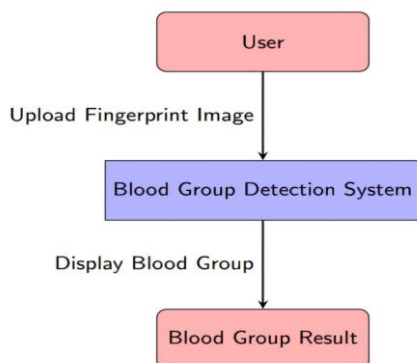 User
Upload Fingerprint Image
Blood Group Detection System
Display Blood Group
Blood Group Result